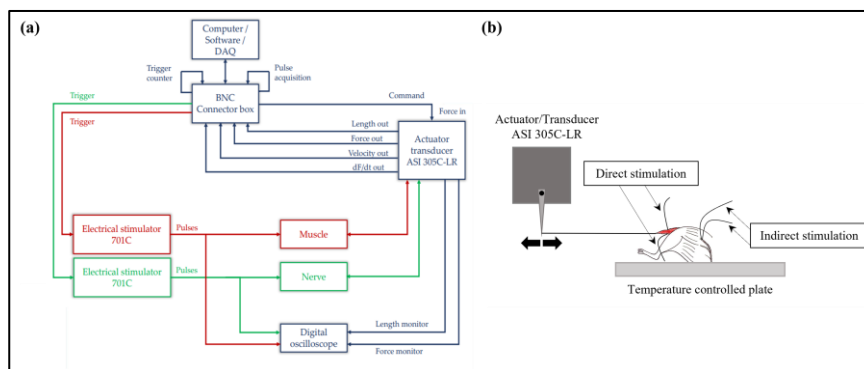 (a)
Computer /
Software /
DAQ
Trigger
counter
Pulse
acquisition
BNC
Connector box
Trigger
Trigger
Command
Force in
Length out
Force out
Velocity out
dF/dt out
Actuator
transducer
ASI 305C-LR
Electrical stimulator
701C
Pulses
Muscle
Electrical stimulator
701C
Pulses
Nerve
Digital
oscilloscope
Length monitor
Force monitor
(b)
Actuator/Transducer
ASI 305C-LR
Direct stimulation
Indirect stimulation
Temperature controlled plate